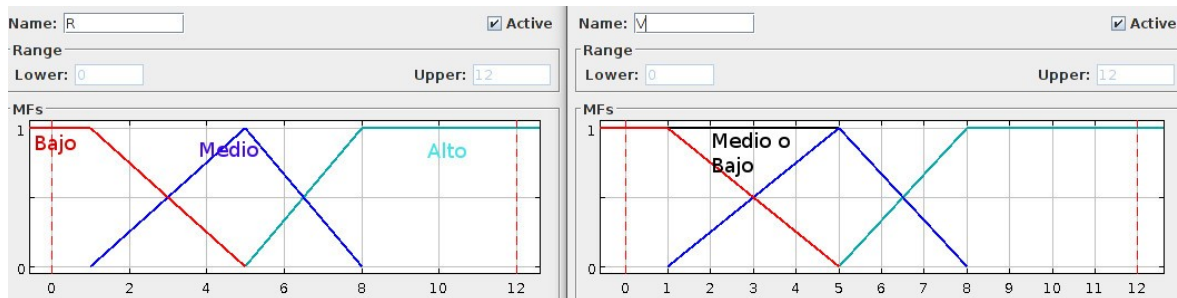 Name: R
Active
Range
Lower: 0
Upper: 12
MFs
1
Bajo
Medio
Alto
0
0 2 4 6 8 10 12
Name: V
Active
Range
Lower: 0
Upper: 12
MFs
1
Medio o
Bajo
0
0 1 2 3 4 5 6 7 8 9 10 11 12